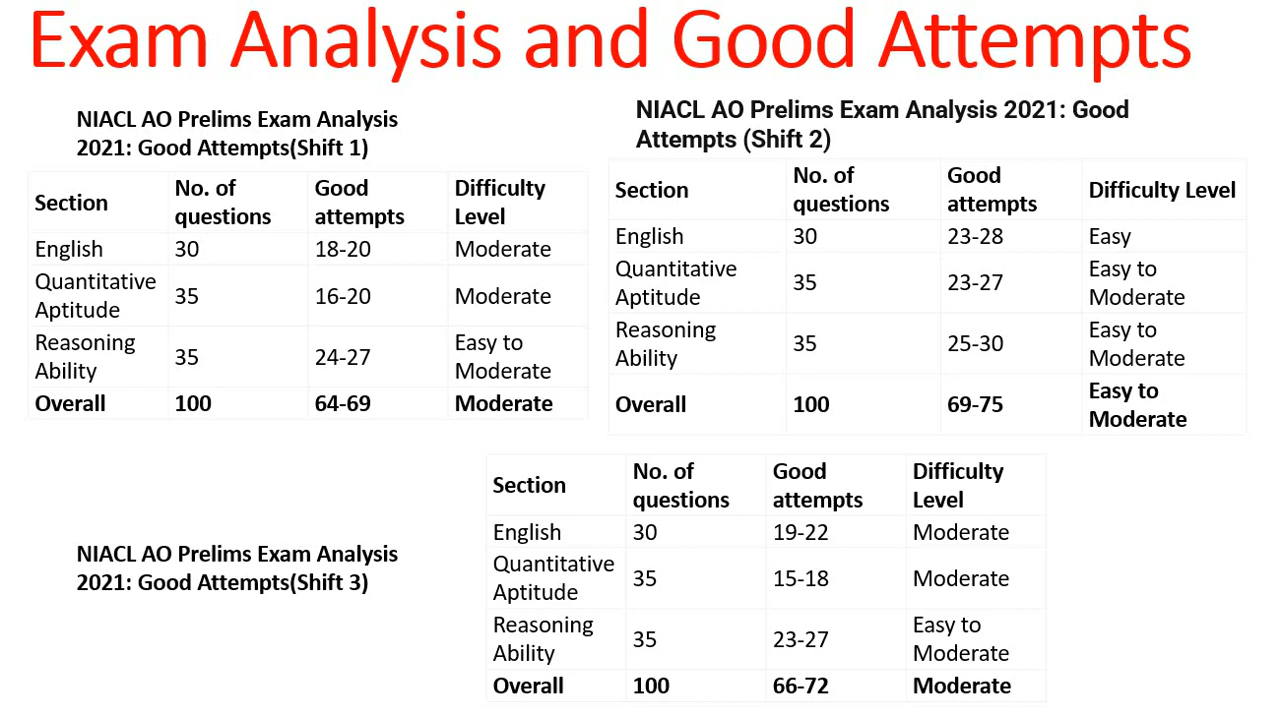 Exam Analysis and Good Attempts
NIACL AO Prelims Exam Analysis
2021: Good Attempts(Shift 1)
Section No. of questions Good attempts Difficulty Level
English 30 18-20 Moderate
Quantitative Aptitude 35 16-20 Moderate
Reasoning Ability 35 24-27 Easy to Moderate
Overall 100 64-69 Moderate
NIACL AO Prelims Exam Analysis 2021: Good
Attempts (Shift 2)
Section No. of questions Good attempts Difficulty Level
English 30 23-28 Easy
Quantitative Aptitude 35 23-27 Easy to Moderate
Reasoning Ability 35 25-30 Easy to Moderate
Overall 100 69-75 Easy to Moderate
NIACL AO Prelims Exam Analysis
2021: Good Attempts(Shift 3)
Section No. of questions Good attempts Difficulty Level
English 30 19-22 Moderate
Quantitative Aptitude 35 15-18 Moderate
Reasoning Ability 35 23-27 Easy to Moderate
Overall 100 66-72 Moderate